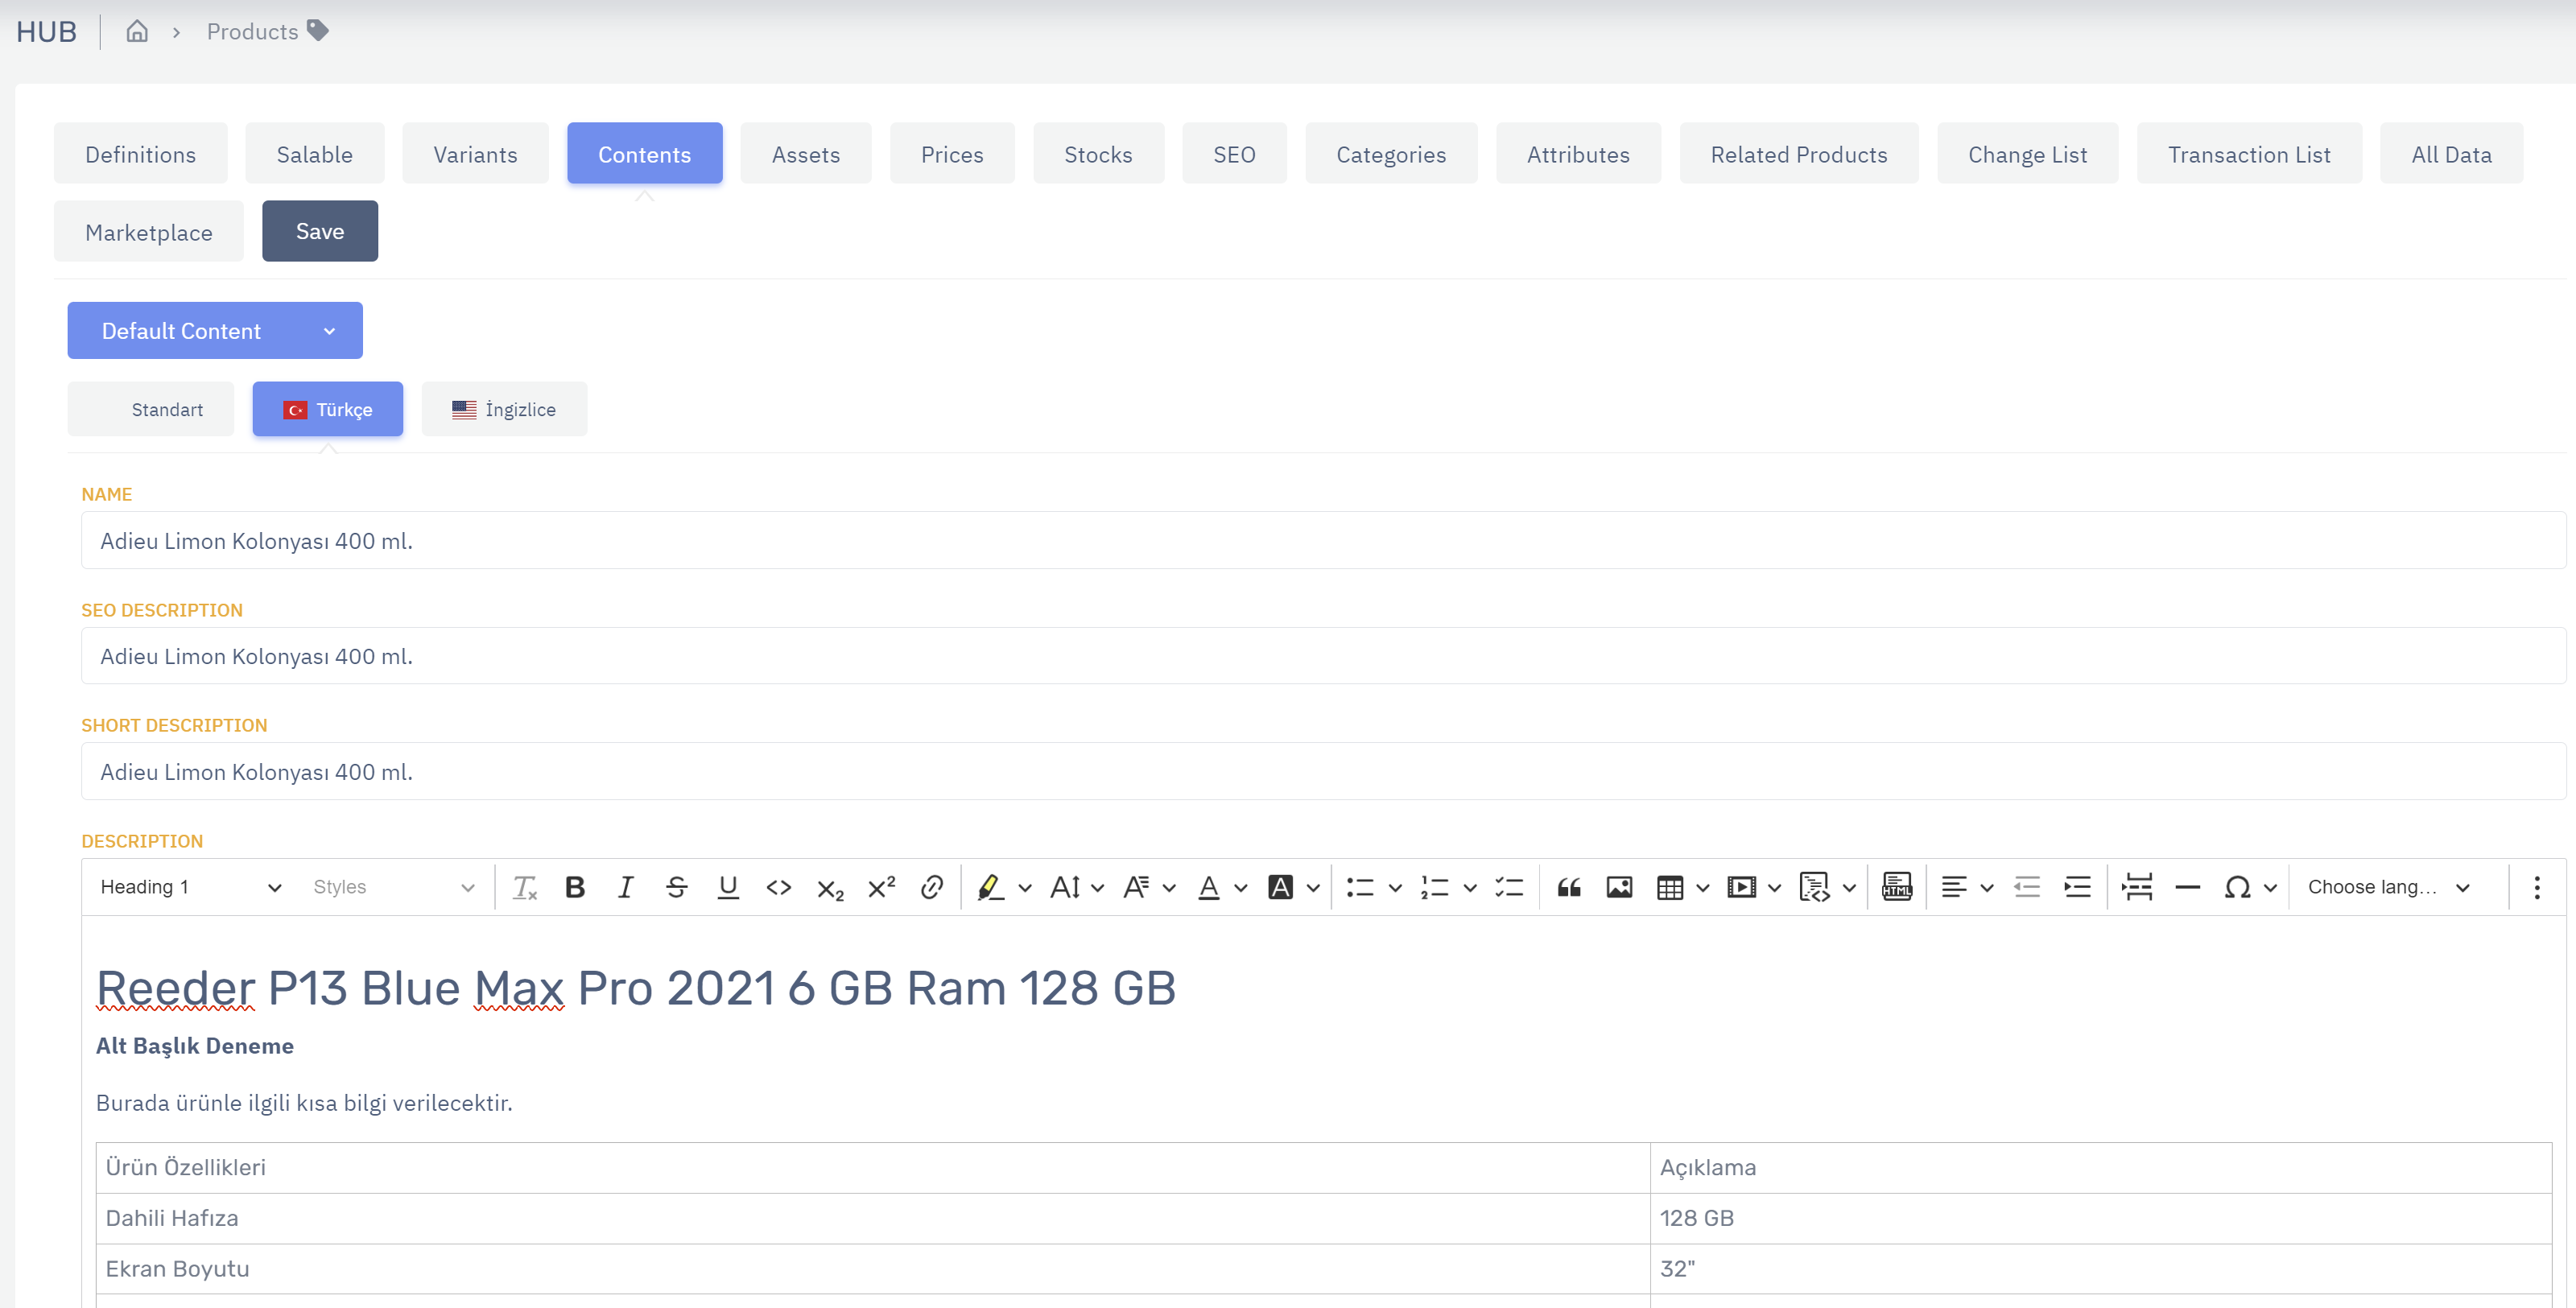 HUB
Products
Definitions
Salable
Variants
Contents
Assets
Prices
Stocks
SEO
Categories
Attributes
Related Products
Change List
Transaction List
All Data
Marketplace
Save
Default Content
Standart
Türkçe
İngizlice
NAME
Adieu Limon Kolonyası 400 ml.
SEO DESCRIPTION
Adieu Limon Kolonyası 400 ml.
SHORT DESCRIPTION
Adieu Limon Kolonyası 400 ml.
DESCRIPTION
Heading 1
Styles
Choose lang...
Reeder P13 Blue Max Pro 2021 6 GB Ram 128 GB
Alt Başlık Deneme
Burada ürünle ilgili kısa bilgi verilecektir.
Ürün Özellikleri
Açıklama
Dahili Hafıza
128 GB
Ekran Boyutu
32"